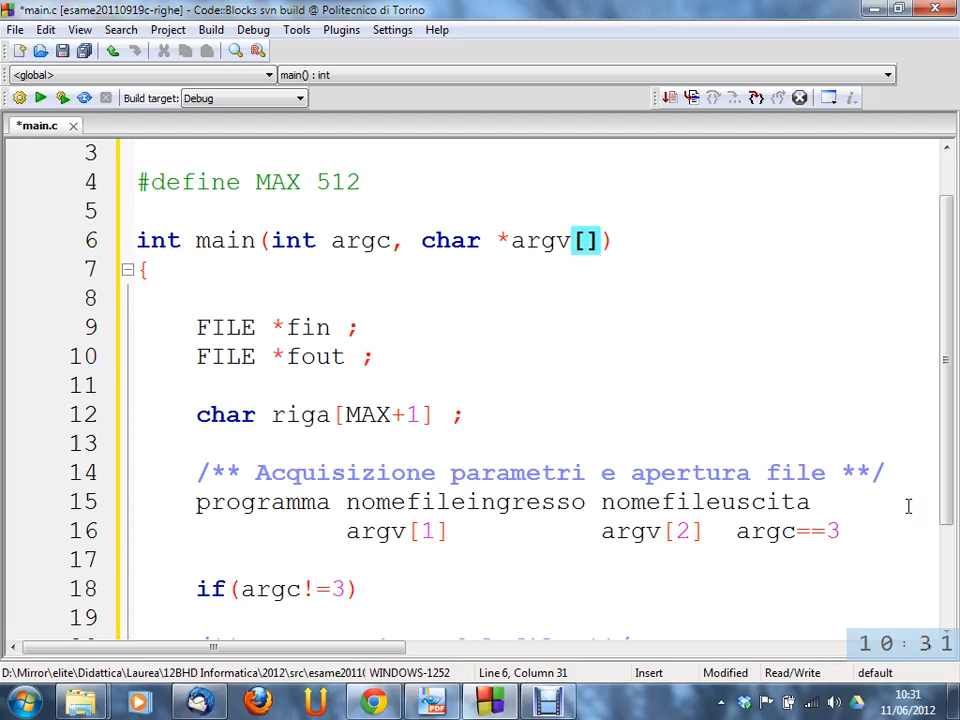 *main.c [esame20110919c-righe] - Code::Blocks svn build @ Politecnico di Torino
File Edit View Search Project Build Debug Tools Plugins Settings Help
<global> main() : int
Build target: Debug
*main.c
3
4 #define MAX 512
5
6 int main(int argc, char *argv[])
7 {
8
9 FILE *fin ;
10 FILE *fout ;
11
12 char riga[MAX+1] ;
13
14 /** Acquisizione parametri e apertura file **/
15 programma nomefileingresso nomefileuscita
16 argv[1] argv[2] argc==3
17
18 if(argc!=3)
19
10:31
D:\Mirror\elite\Didattica\Laurea\12BHD Informatica\2012\src\esame2011( WINDOWS-1252 Line 6, Column 31 Insert Modified Read/Write default
PDF
10:31
11/06/2012